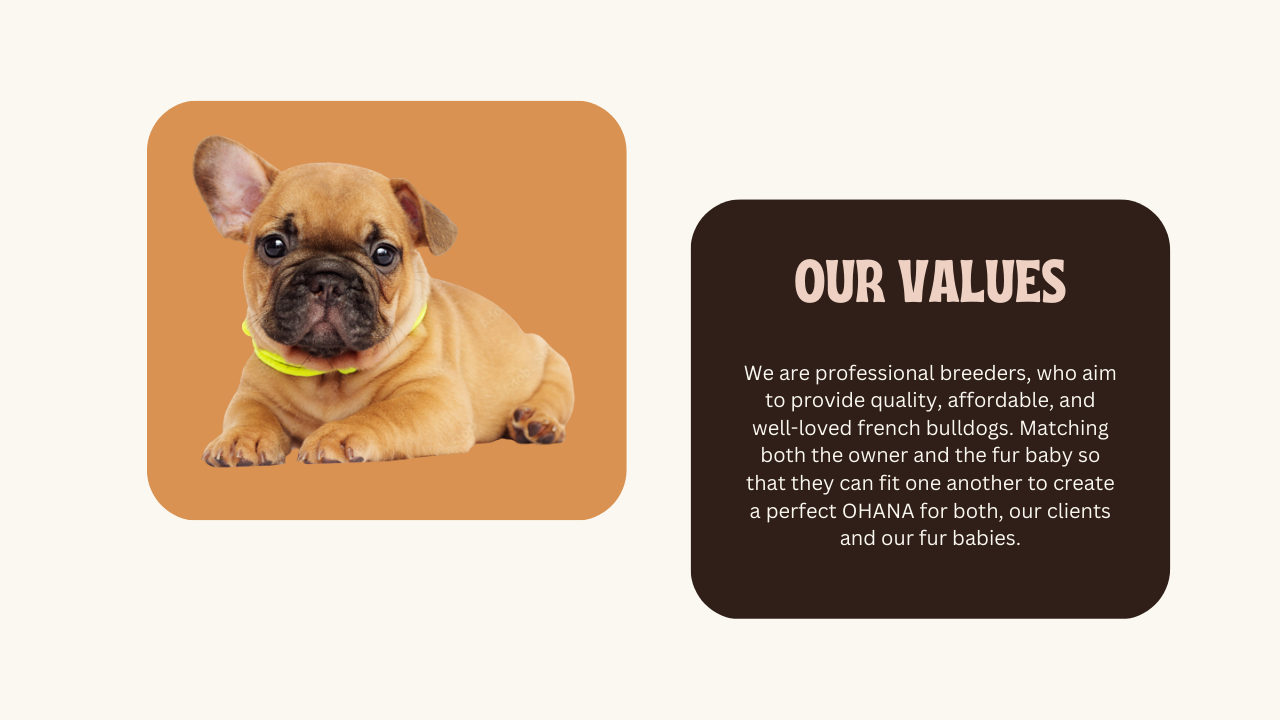 OUR VALUES
We are professional breeders, who aim
to provide quality, affordable, and
well-loved french bulldogs. Matching
both the owner and the fur baby so
that they can fit one another to create
a perfect OHANA for both, our clients
and our fur babies.